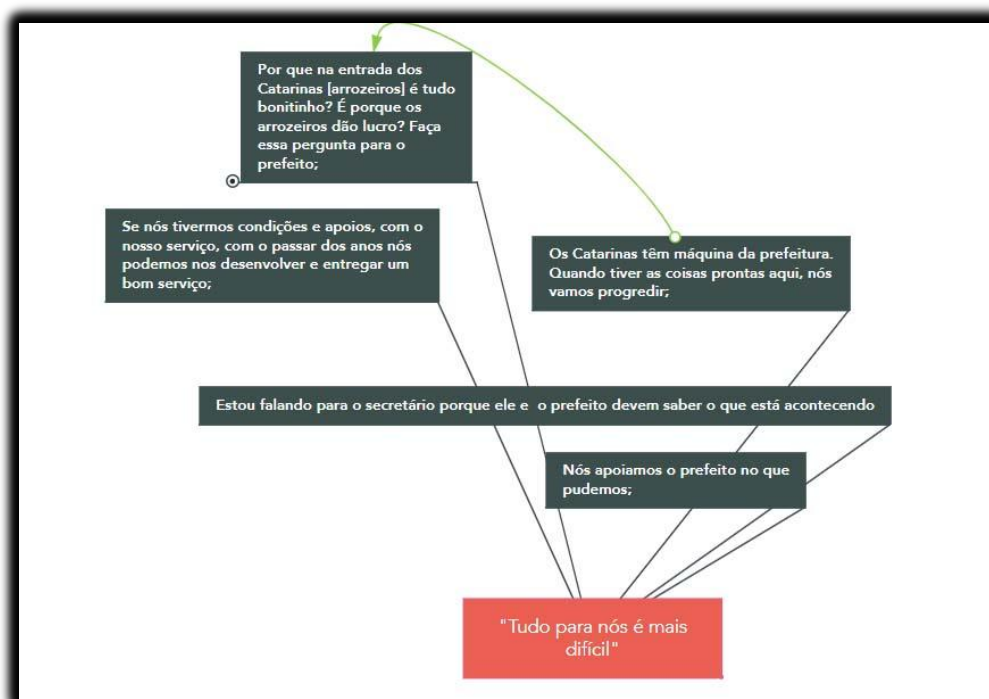 Por que na entrada dos
Catarinas [arrozeiros] é tudo
bonitinho? É porque os
arrozeiros dão lucro? Faça
essa pergunta para o
prefeito;
Se nós tivermos condições e apoios, com o
nosso serviço, com o passar dos anos nós
podemos nos desenvolver e entregar um
bom serviço;
Os Catarinas têm máquina da prefeitura.
Quando tiver as coisas prontas aqui, nós
vamos progredir;
Estou falando para o secretário porque ele e o prefeito devem saber o que está acontecendo
Nós apoiamos o prefeito no que
pudemos;
"Tudo para nós é mais
difícil"